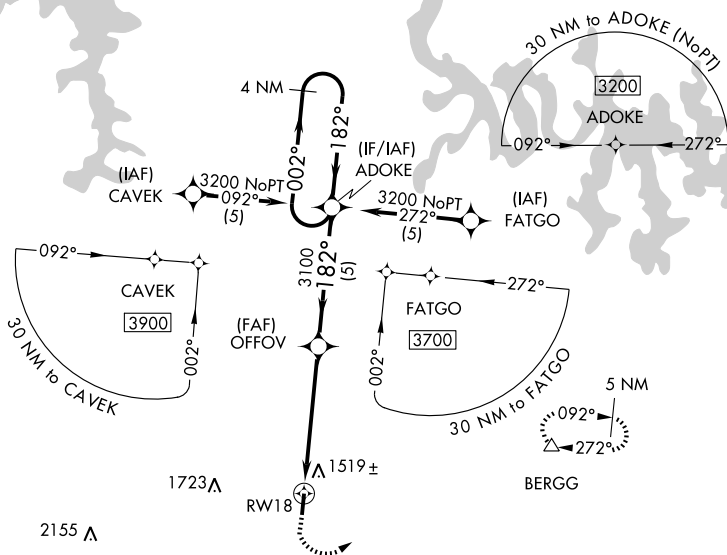 30 NM to ADOKE (NoPT)
3200
ADOKE
092°
272°
4 NM
002°
182°
(IF/IAF)
ADOKE
(IAF)
CAVEK
3200 NoPT
092°
(5)
3200 NoPT
272°
(5)
(IAF)
FATGO
3100
182°
(5)
092°
CAVEK
3900
002°
30 NM to CAVEK
(FAF)
OFFOV
272°
FATGO
3700
002°
30 NM to FATGO
5 NM
092°
272°
BERGG
1519 ±
1723
RW18
2155